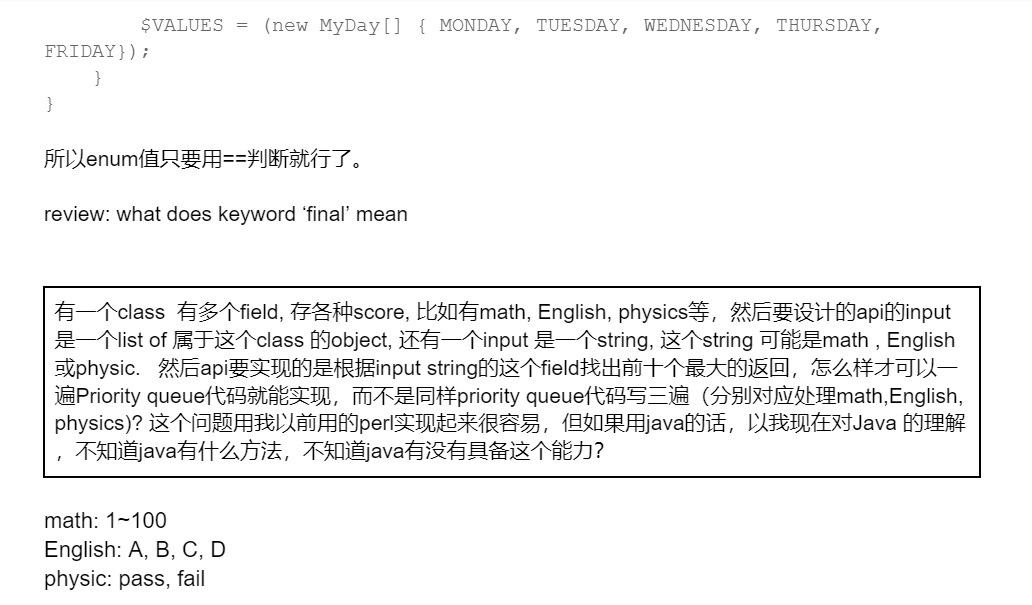 $VALUES = (new MyDay[] { MONDAY, TUESDAY, WEDNESDAY, THURSDAY,
FRIDAY});
}
}
所以enum值只要用==判断就行了。
review: what does keyword ‘final’ mean
有一个class 有多个field, 存各种score, 比如有math, English, physics等，然后要设计的api的input
是一个list of 属于这个class 的object, 还有一个input 是一个string, 这个string 可能是math , English
或physic. 然后api要实现的是根据input string的这个field找出前十个最大的返回，怎么样才可以一
遍Priority queue代码就能实现，而不是同样priority queue代码写三遍（分别对应处理math,English,
physics)? 这个问题用我以前用的perl实现起来很容易，但如果用java的话，以我现在对Java 的理解
，不知道java有什么方法，不知道java有没有具备这个能力？
math: 1~100
English: A, B, C, D
physic: pass, fail